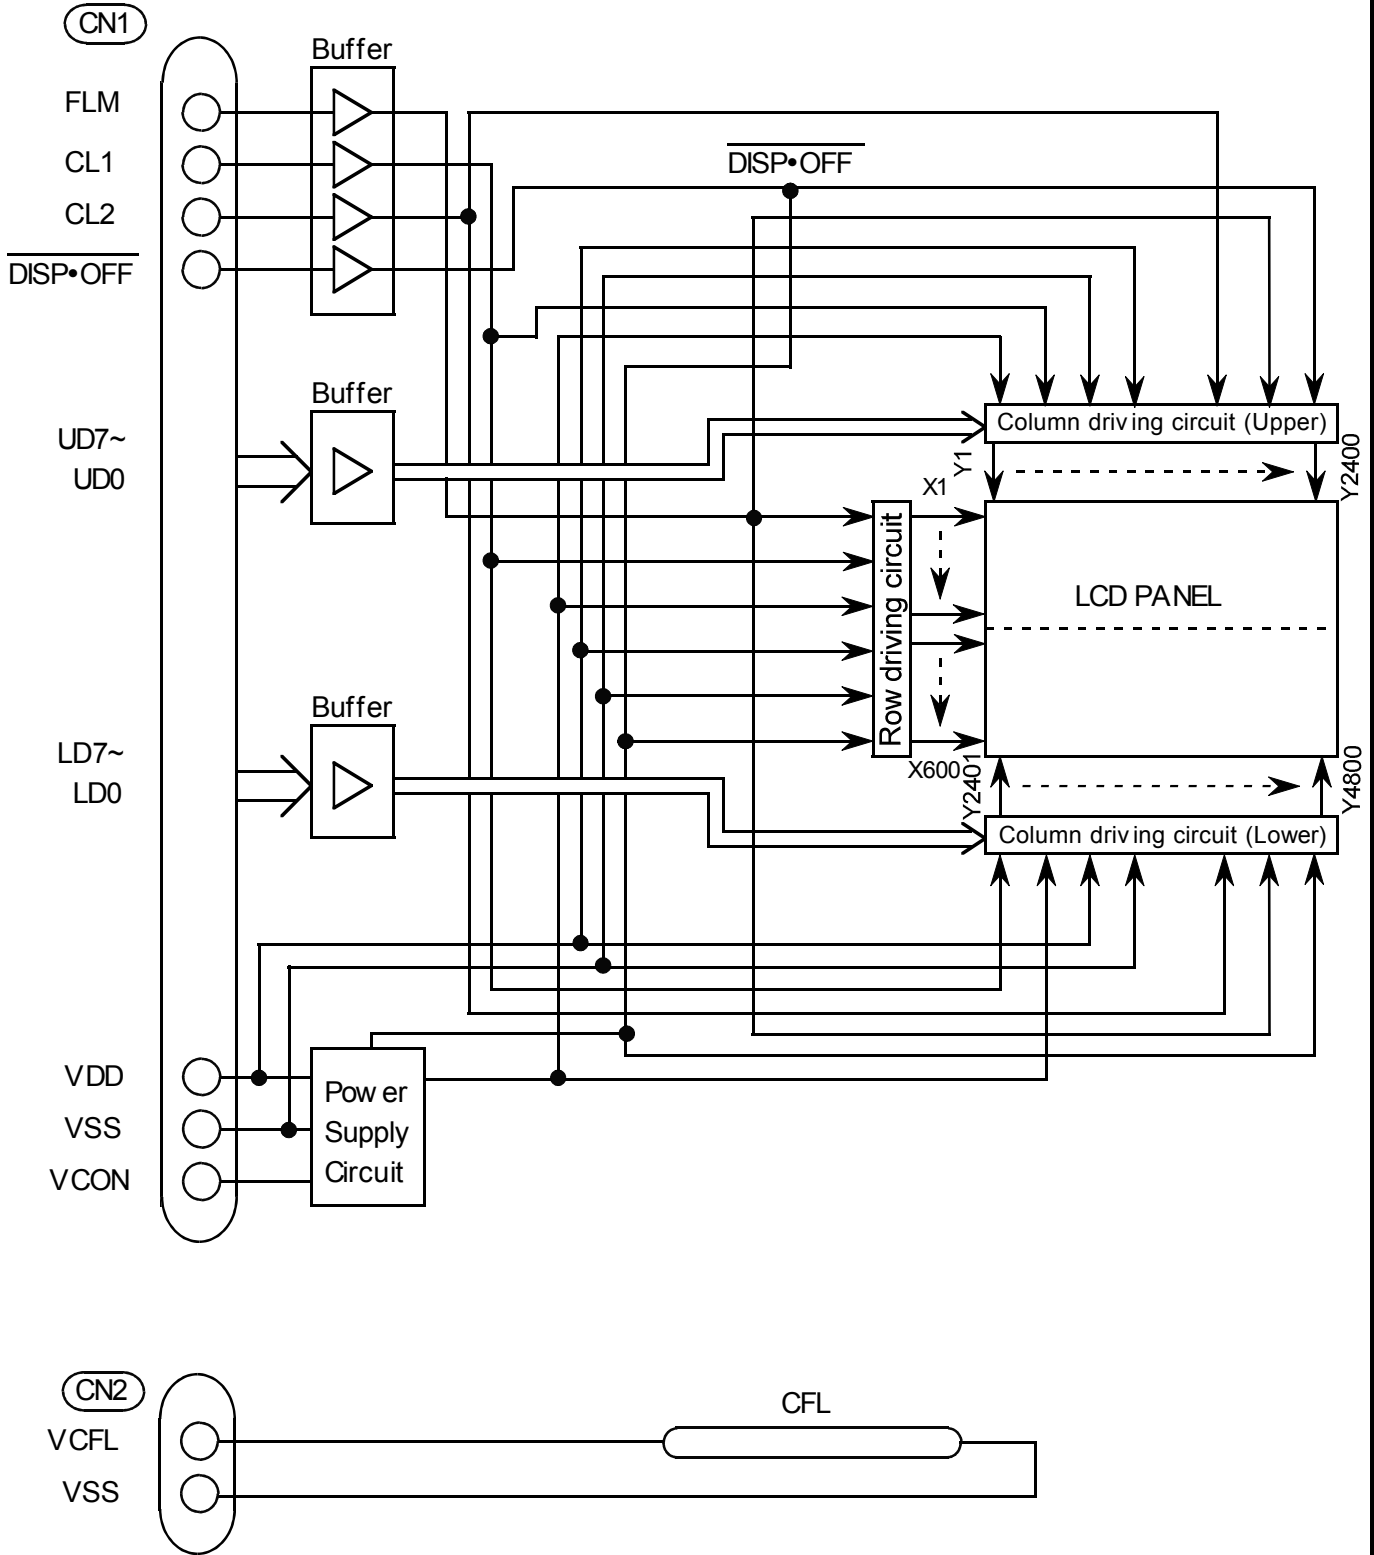 CN1
Buffer
FLM
CL1
CL2
DISP•OFF
DISP•OFF
Buffer
UD7~
UD0
Column driving circuit (Upper)
Y1
Y2400
X1
Row driving circuit
LCD PANEL
Buffer
LD7~
LD0
X600
Y2401
Y4800
Column driving circuit (Lower)
VDD
VSS
VCON
Power
Supply
Circuit
CN2
VCFL
VSS
CFL